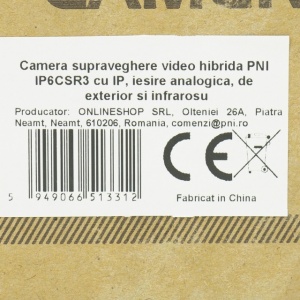 Camera supraveghere video hibrida PNI
IP6CSR3 cu IP, iesire analogica, de
exterior si infrarosu
Producator: ONLINESHOP SRL, Olteniei 26A, Piatra
Neamt, Neamt, 610206, Romania, comenzi@pni.ro
CE
5 949066 513312
Fabricat in China